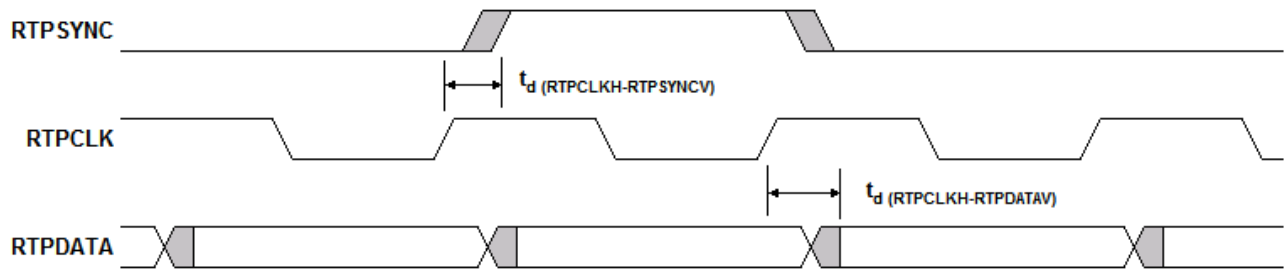 RTPSYNC
td (RTPCLKH-RTPSYNCV)
RTPCLK
td (RTPCLKH-RTPDATAV)
RTPDATA